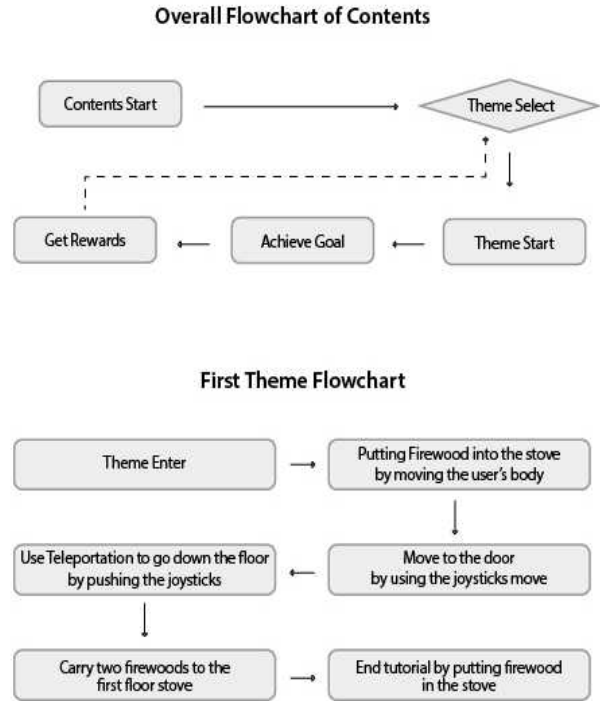 Overall Flowchart of Contents
Contents Start
Theme Select
Get Rewards
Achieve Goal
Theme Start
First Theme Flowchart
Theme Enter
Putting Firewood into the stove
by moving the user's body
Use Teleportation to go down the floor
by pushing the joysticks
Move to the door
by using the joysticks move
Carry two firewoods to the
first floor stove
End tutorial by putting firewood
in the stove